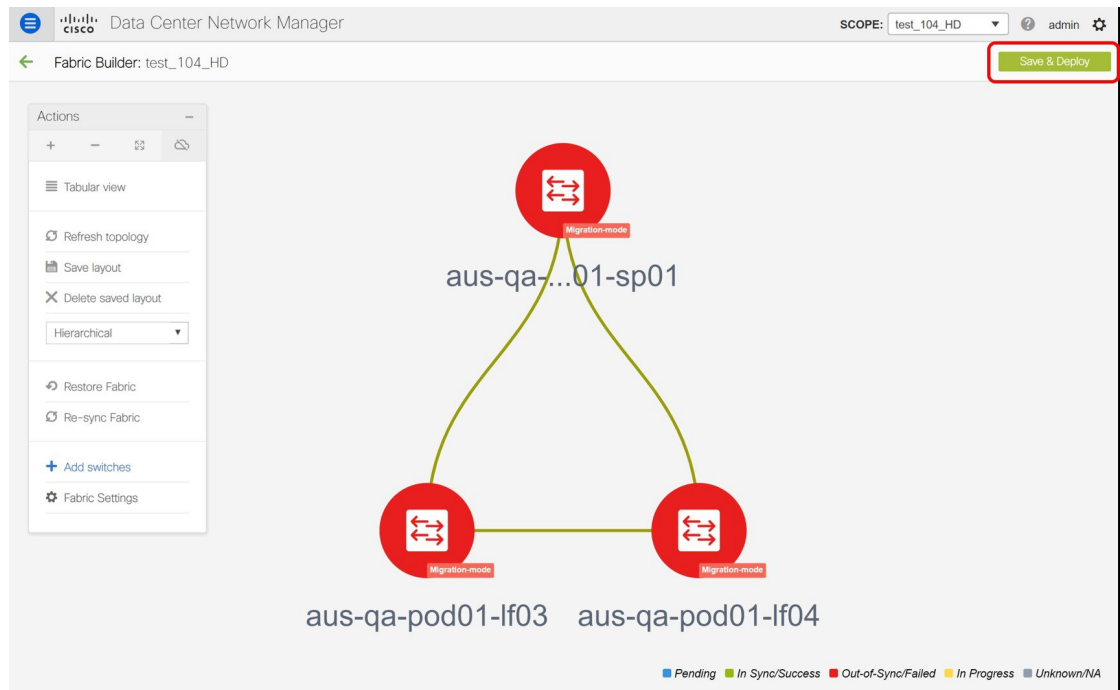 cisco Data Center Network Manager SCOPE: test_104_HD admin
Fabric Builder: test_104_HD Save & Deploy
Actions
Tabular view
Refresh topology
Save layout
Delete saved layout
Hierarchical
Restore Fabric
Re-sync Fabric
Add switches
Fabric Settings
Migration-mode
aus-qa-...01-sp01
Migration-mode Migration-mode
aus-qa-pod01-lf03 aus-qa-pod01-lf04
Pending In Sync/Success Out-of-Sync/Failed In Progress Unknown/NA